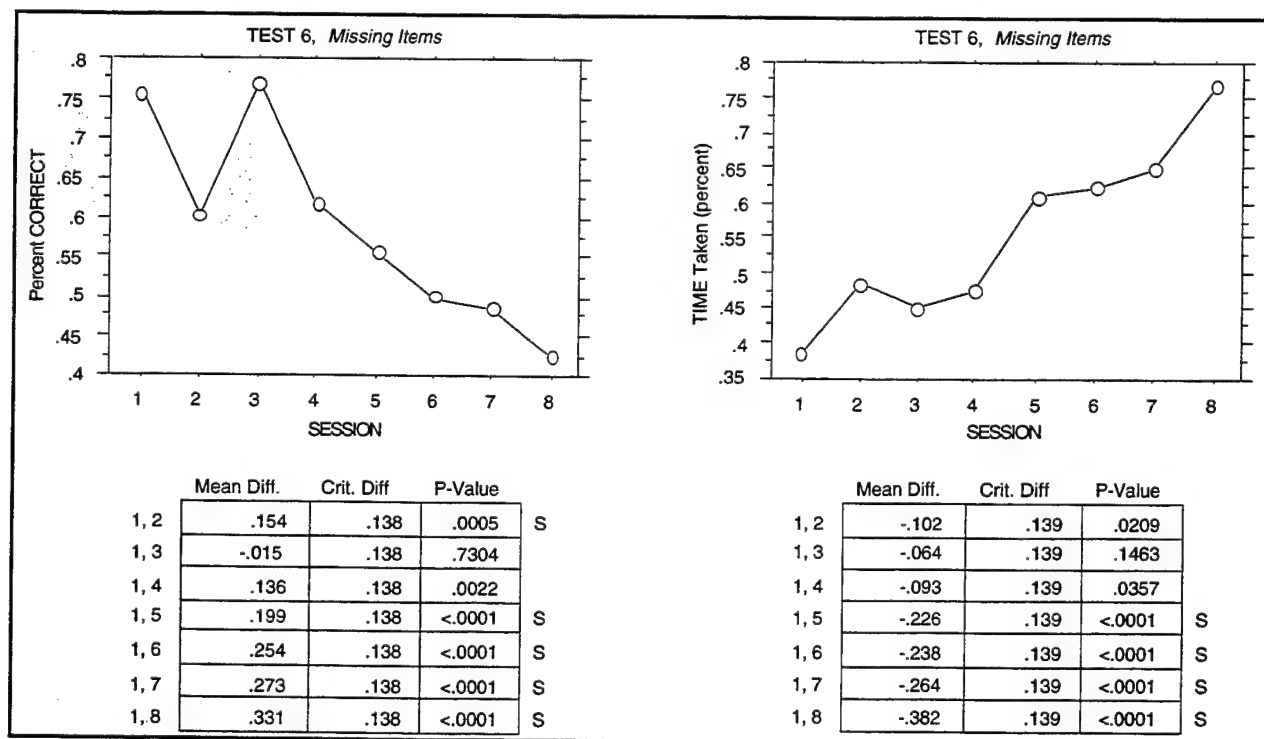 TEST 6, Missing Items
.8
.75
.7
.65
.6
.55
.5
.45
.4
Percent CORRECT
1 2 3 4 5 6 7 8
SESSION
Mean Diff. Crit. Diff P-Value
1, 2 .154 .138 .0005 S
1, 3 -.015 .138 .7304
1, 4 .136 .138 .0022
1, 5 .199 .138 <.0001 S
1, 6 .254 .138 <.0001 S
1, 7 .273 .138 <.0001 S
1, 8 .331 .138 <.0001 S
TEST 6, Missing Items
.8
.75
.7
.65
.6
.55
.5
.45
.4
.35
TIME Taken (percent)
1 2 3 4 5 6 7 8
SESSION
Mean Diff. Crit. Diff P-Value
1, 2 -.102 .139 .0209
1, 3 -.064 .139 .1463
1, 4 -.093 .139 .0357
1, 5 -.226 .139 <.0001 S
1, 6 -.238 .139 <.0001 S
1, 7 -.264 .139 <.0001 S
1, 8 -.382 .139 <.0001 S